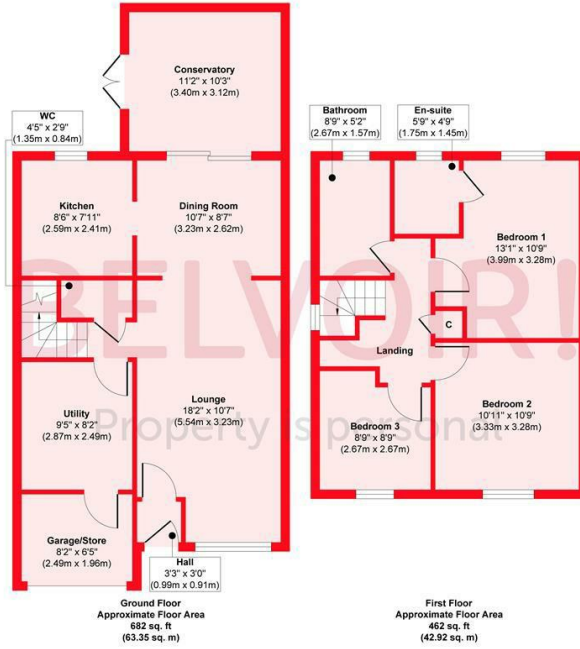 Conservatory
11'2" x 10'3"
(3.40m x 3.12m)
WC
4'5" x 2'9"
(1.35m x 0.84m)
Kitchen
8'6" x 7'11"
(2.59m x 2.41m)
Dining Room
10'7" x 8'7"
(3.23m x 2.62m)
Lounge
18'2" x 10'7"
(5.54m x 3.23m)
Utility
9'5" x 8'2"
(2.87m x 2.49m)
Garage/Store
8'2" x 6'5"
(2.49m x 1.96m)
Hall
3'3" x 3'0"
(0.99m x 0.91m)
Ground Floor
Approximate Floor Area
682 sq. ft
(63.35 sq. m)
Bathroom
8'9" x 5'2"
(2.67m x 1.57m)
En-suite
5'9" x 4'9"
(1.75m x 1.45m)
Bedroom 1
13'1" x 10'9"
(3.99m x 3.28m)
C
Landing
Bedroom 2
10'11" x 10'9"
(3.33m x 3.28m)
Bedroom 3
8'9" x 8'9"
(2.67m x 2.67m)
First Floor
Approximate Floor Area
462 sq. ft
(42.92 sq. m)
BELVOIR!
Property is personal